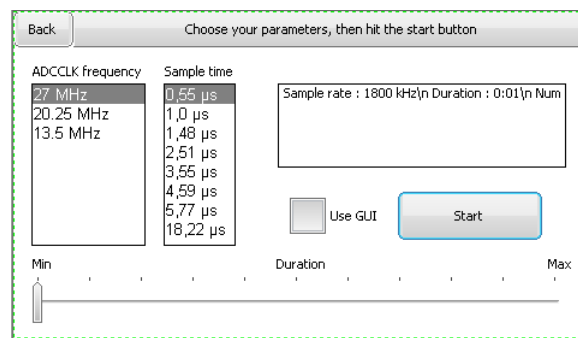 Back
Choose your parameters, then hit the start button
ADCCLK frequency
Sample time
27 MHz
20.25 MHz
13.5 MHz
0,55 µs
1,0 µs
1,48 µs
2,51 µs
3,55 µs
4,59 µs
5,77 µs
18,22 µs
Sample rate : 1800 kHz\n Duration : 0:01\n Num
Use GUI
Start
Min
Duration
Max